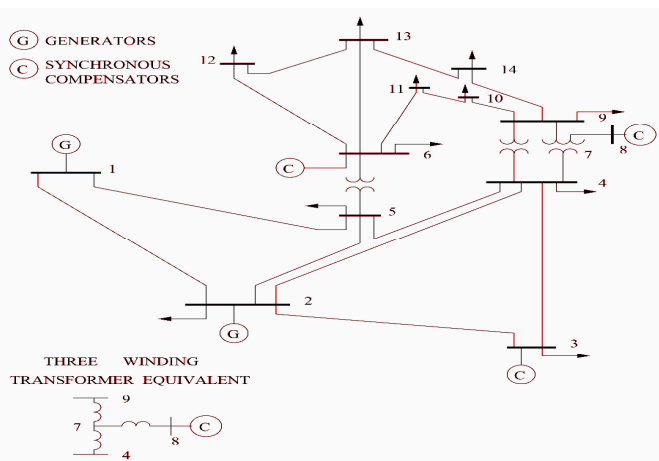 G GENERATORS
C SYNCHRONOUS
COMPENSATORS
13
12
14
11
10
9
C
8
7
6
C
G
1
4
5
2
G
3
C
THREE WINDING
TRANSFORMER EQUIVALENT
9
7
C
8
4